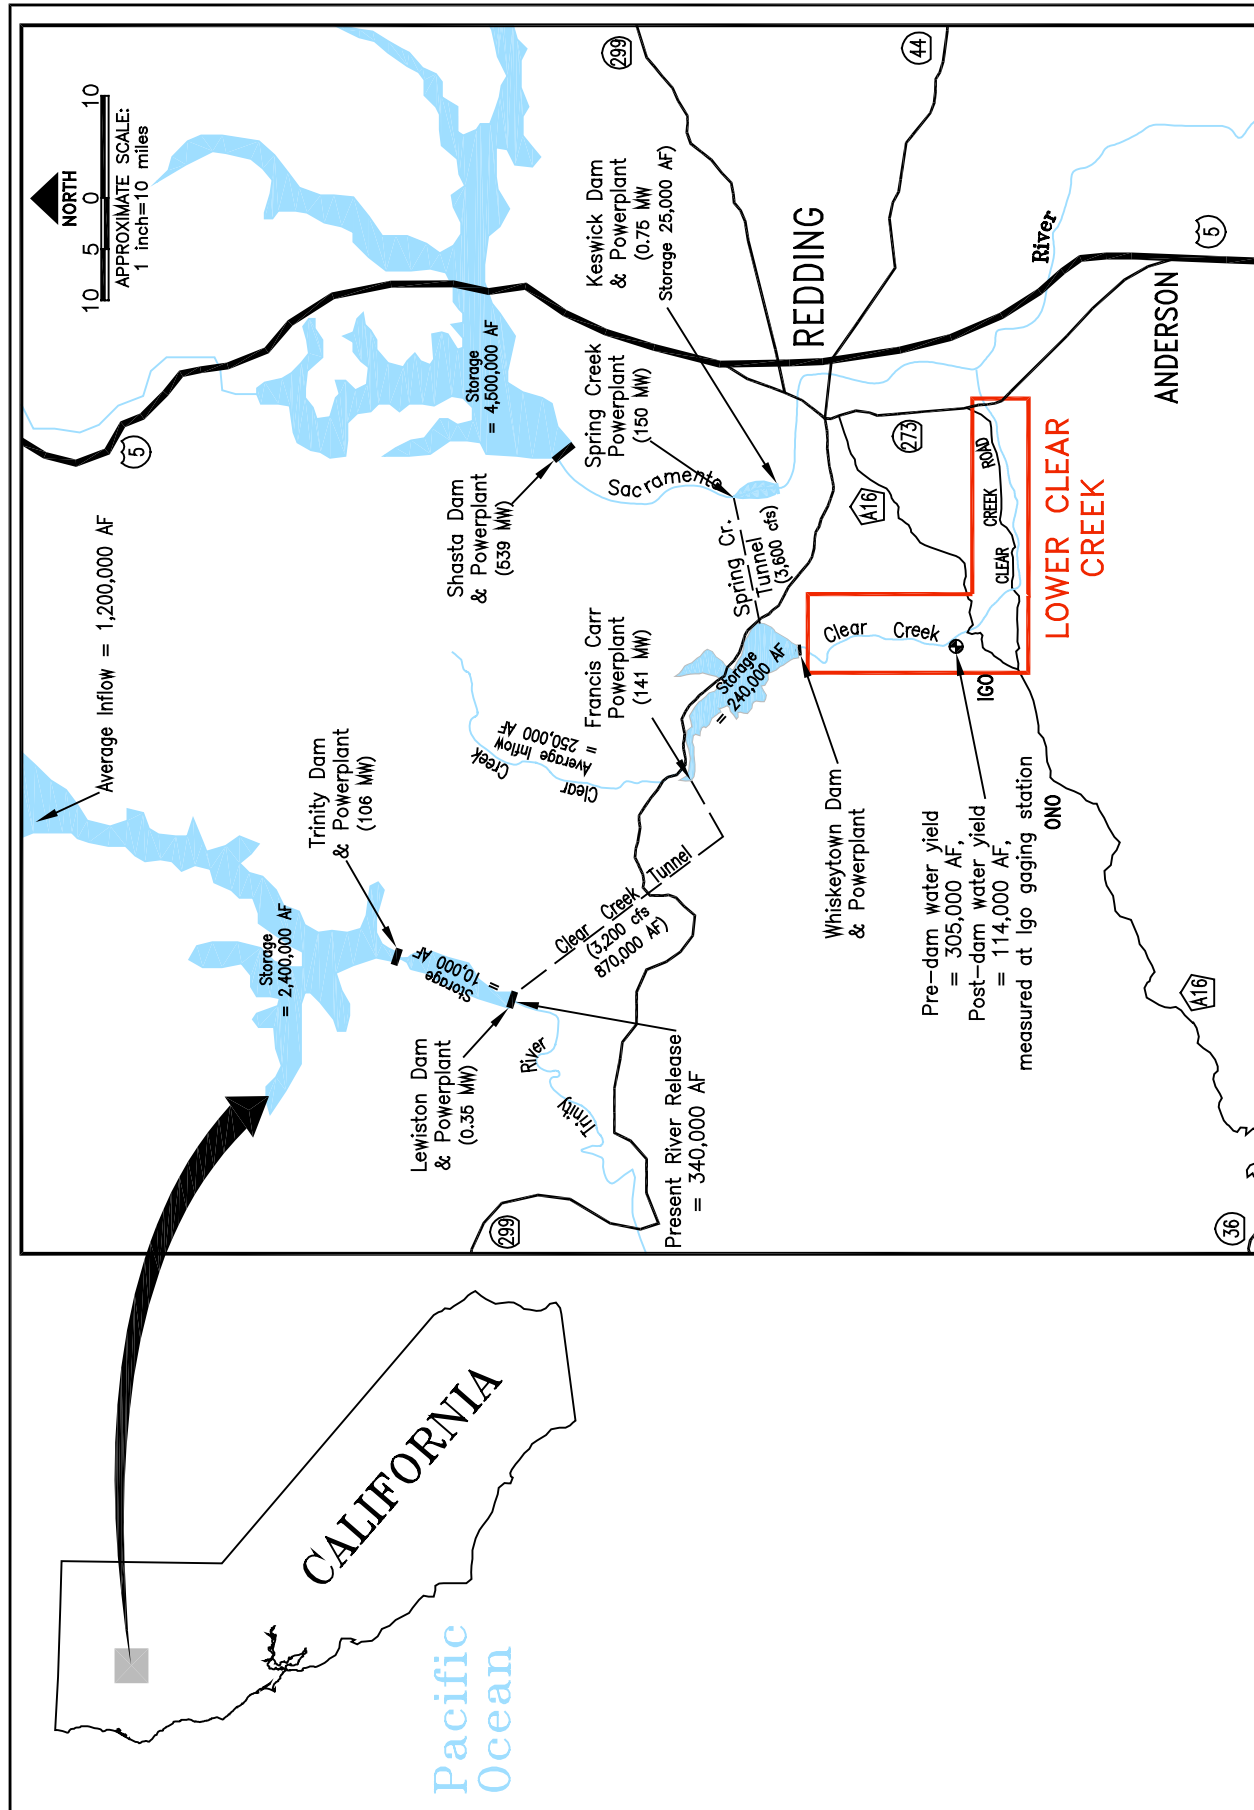 Pacific
Ocean
CALIFORNIA
299
Average Inflow = 1,200,000 AF
Storage
= 2,400,000 AF
Trinity Dam
& Powerplant
(106 MW)
Storage
= 10,000 AF
Lewiston Dam
& Powerplant
(0.35 MW)
Trinity
River
Present River Release
= 340,000 AF
Clear Creek Tunnel
(3,200 cfs
870,000 AF)
Clear
Creek
Average Inflow
= 250,000 AF
Francis Carr
Powerplant
(141 MW)
Storage
= 240,000 AF
Whiskeytown Dam
& Powerplant
Spring Cr.
Tunnel
(3,600 cfs)
Shasta Dam
& Powerplant
(539 MW)
Storage
= 4,500,000 AF
Spring Creek
Powerplant
(150 MW)
Sacramento
Keswick Dam
& Powerplant
(0.75 MW
Storage 25,000 AF)
5
NORTH
10
5
0
10
APPROXIMATE SCALE:
1 inch=10 miles
299
44
REDDING
273
A16
Clear
Creek
IGO
CLEAR
CREEK
ROAD
LOWER CLEAR
CREEK
River
ANDERSON
5
Pre-dam water yield
= 305,000 AF,
Post-dam water yield
= 114,000 AF,
measured at Igo gaging station
ONO
A16
36